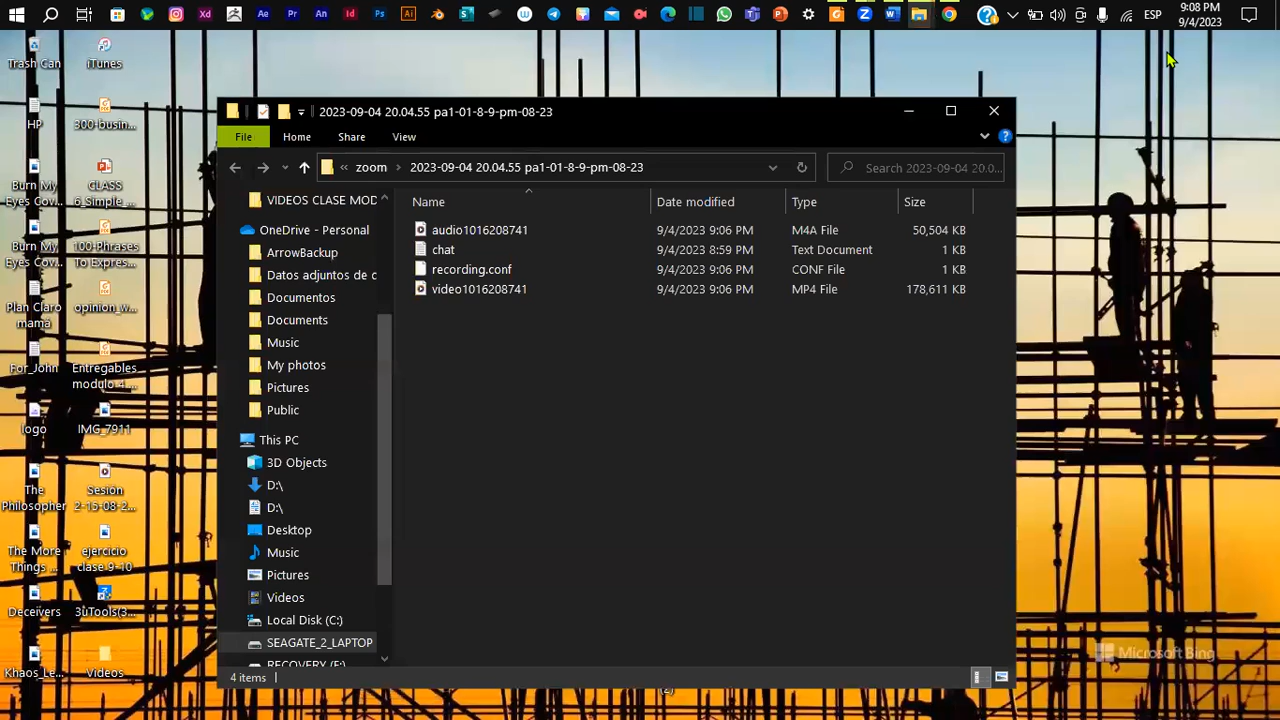 ESP
9:08 PM
9/4/2023
Trash Can
iTunes
HP
300-busin...
Burn My
Eyes Cov...
CLASS
6_Simple_...
Burn My
Eyes Cov...
100-Phrases
To Expres...
Plan Claro
mamá
opinion_w...
For_John
Entregables
modulo 4...
logo
IMG_7911
The
Philosopher
Sesión
2-15-08-2...
The More
Things ...
ejercicio
clase 9-10
Deceivers
3uTools(3...
Khaos_Le...
Videos
2023-09-04 20.04.55 pa1-01-8-9-pm-08-23
File
Home
Share
View
zoom
2023-09-04 20.04.55 pa1-01-8-9-pm-08-23
Search 2023-09-04 20.0...
VIDEOS CLASE MOD
OneDrive - Personal
ArrowBackup
Datos adjuntos de c
Documentos
Documents
Music
My photos
Pictures
Public
This PC
3D Objects
D:\
D:\
Desktop
Music
Pictures
Videos
Local Disk (C:)
SEAGATE_2_LAPTOP
RECOVERY (F:)
Name
Date modified
Type
Size
audio1016208741
9/4/2023 9:06 PM
M4A File
50,504 KB
chat
9/4/2023 8:59 PM
Text Document
1 KB
recording.conf
9/4/2023 9:06 PM
CONF File
1 KB
video1016208741
9/4/2023 9:06 PM
MP4 File
178,611 KB
4 items
(2)
Microsoft Bing